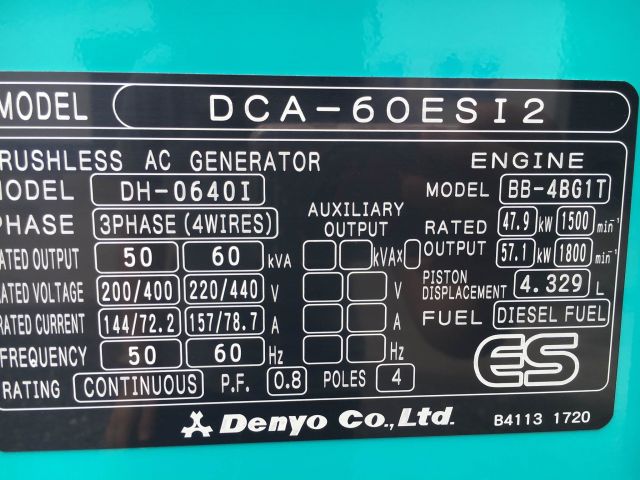 MODEL DCA-60ESI2
RUSHLESS AC GENERATOR
ODEL DH-0640I
PHASE 3PHASE(4WIRES)
ATED OUTPUT 50 60 kVA
ATED VOLTAGE 200/400 220/440 V
RATED CURRENT 144/72.2 157/78.7 A
FREQUENCY 50 60 Hz
RATING CONTINUOUS P.F. 0.8 POLES 4
AUXILIARY
OUTPUT
kVA×
V
A
Hz
ENGINE
MODEL BB-4BG1T
RATED 47.9 kW 1500 min⁻¹
OUTPUT 57.1 kW 1800 min⁻¹
PISTON
DISPLACEMENT 4.329 L
FUEL DIESEL FUEL
ES
Denyo Co.,Ltd.
B4113 1720